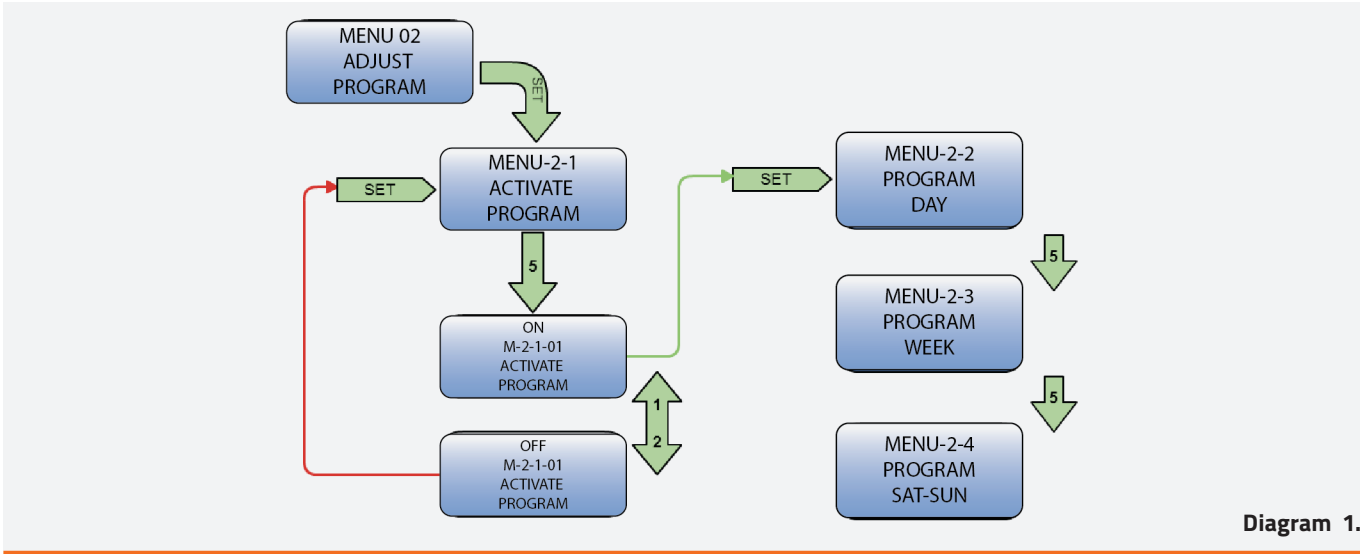 MENU 02
ADJUST
PROGRAM
SET
MENU-2-1
ACTIVATE
PROGRAM
SET
5
ON
M-2-1-01
ACTIVATE
PROGRAM
1
2
OFF
M-2-1-01
ACTIVATE
PROGRAM
SET
MENU-2-2
PROGRAM
DAY
5
MENU-2-3
PROGRAM
WEEK
5
MENU-2-4
PROGRAM
SAT-SUN
Diagram 1.